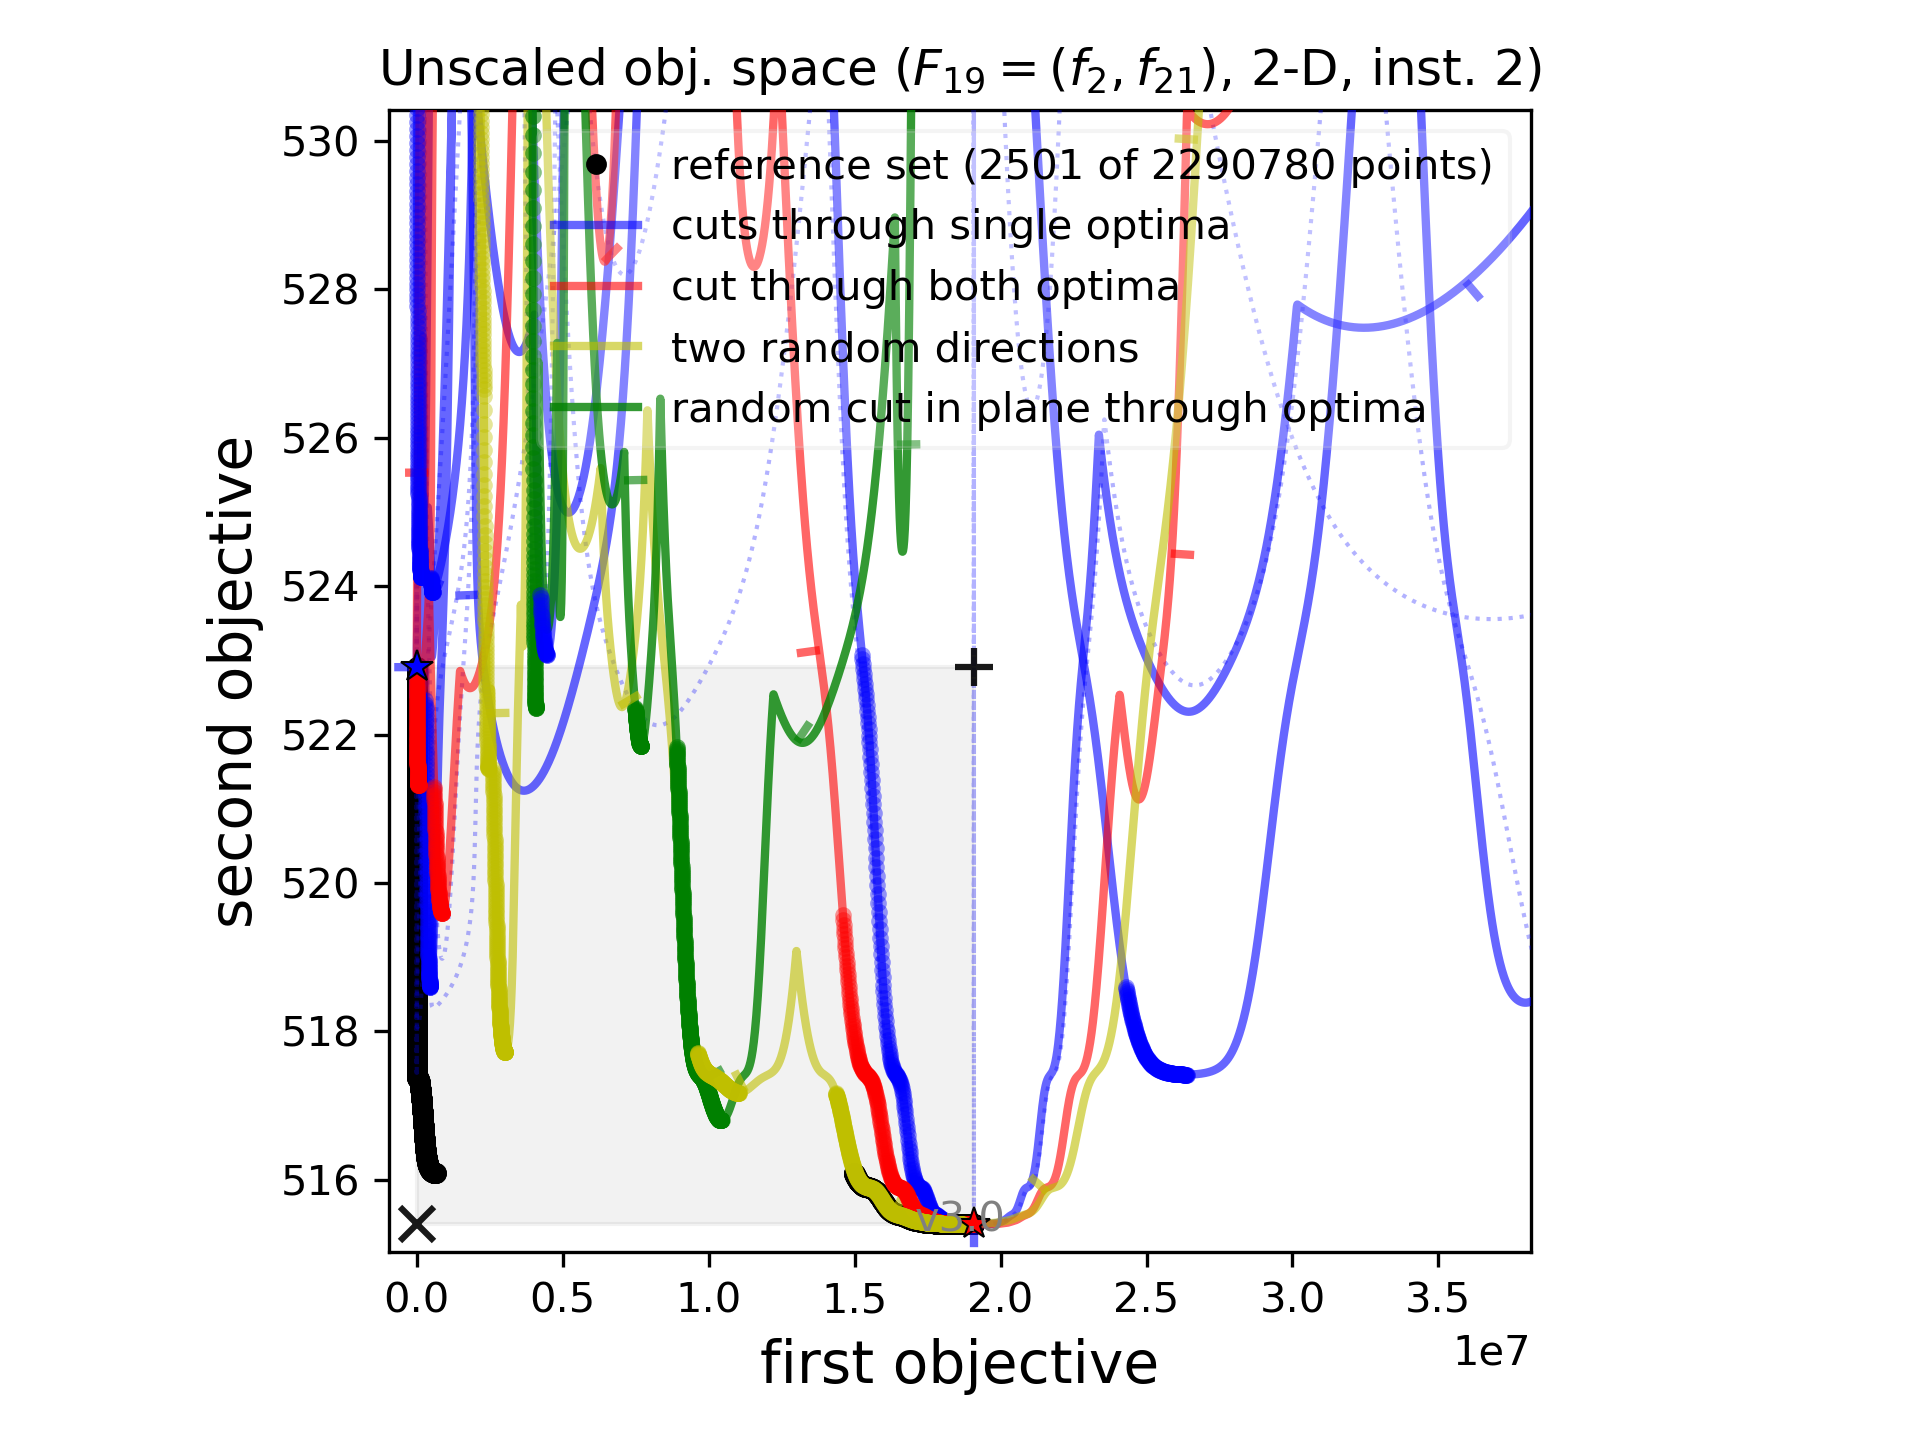 Unscaled obj. space (F19 = (f2, f21), 2-D, inst. 2)
530
528
526
524
522
520
518
516
second objective
reference set (2501 of 2290780 points)
cuts through single optima
cut through both optima
two random directions
random cut in plane through optima
v3.0
0.0 0.5 1.0 1.5 2.0 2.5 3.0 3.5
1e7
first objective